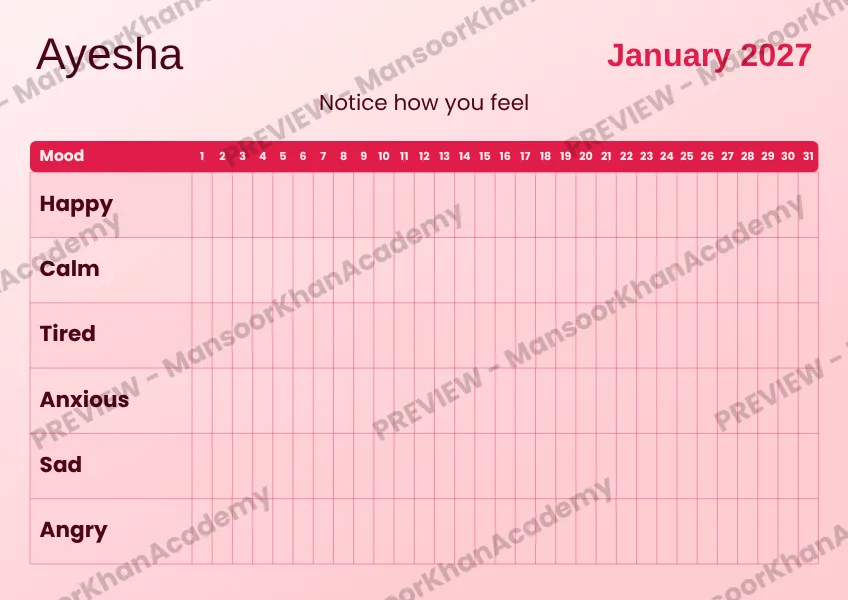 Ayesha
January 2027
Notice how you feel
Mood 1 2 3 4 5 6 7 8 9 10 11 12 13 14 15 16 17 18 19 20 21 22 23 24 25 26 27 28 29 30 31
Happy
Calm
Tired
Anxious
Sad
Angry
PREVIEW – MansoorKhanAcademy